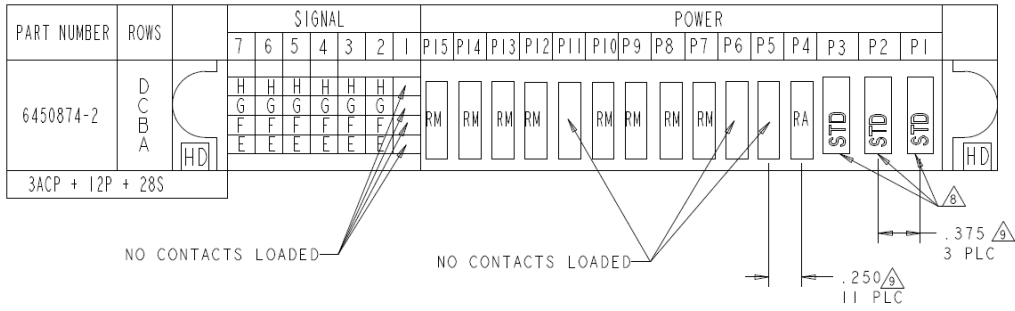 SIGNAL POWER
PART NUMBER ROWS 7 6 5 4 3 2 1 P15 P14 P13 P12 P11 P10 P9 P8 P7 P6 P5 P4 P3 P2 P1
6450874-2
D H H H H H H
C G G G G G G
B F F F F F F
A E E E E E E
HD RM RM RM RM RM RM RM RM RA STD STD STD HD
3ACP + 12P + 28S
8
NO CONTACTS LOADED
NO CONTACTS LOADED
.375 9
3 PLC
.250 9
11 PLC